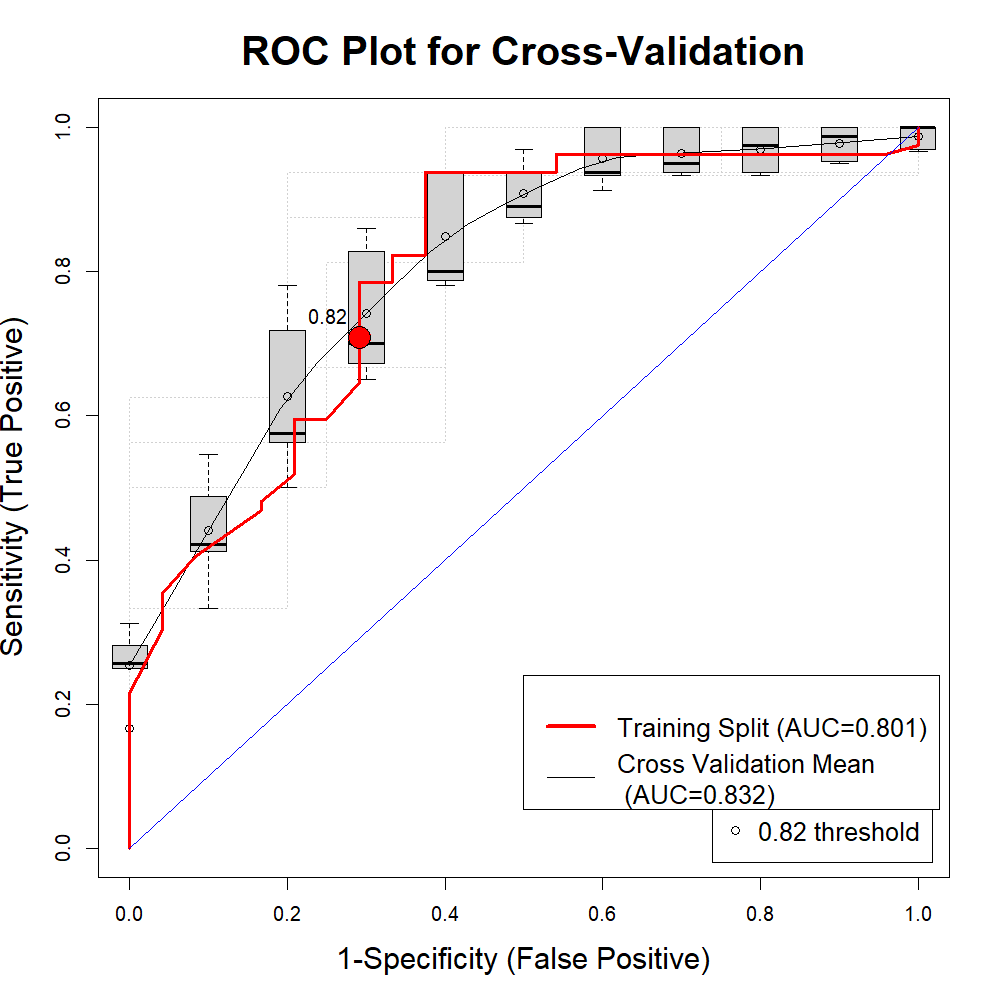 ROC Plot for Cross-Validation
Sensitivity (True Positive)
1.0
0.8
0.6
0.4
0.2
0.0
0.82
Training Split (AUC=0.801)
Cross Validation Mean
(AUC=0.832)
0.82 threshold
0.0 0.2 0.4 0.6 0.8 1.0
1-Specificity (False Positive)